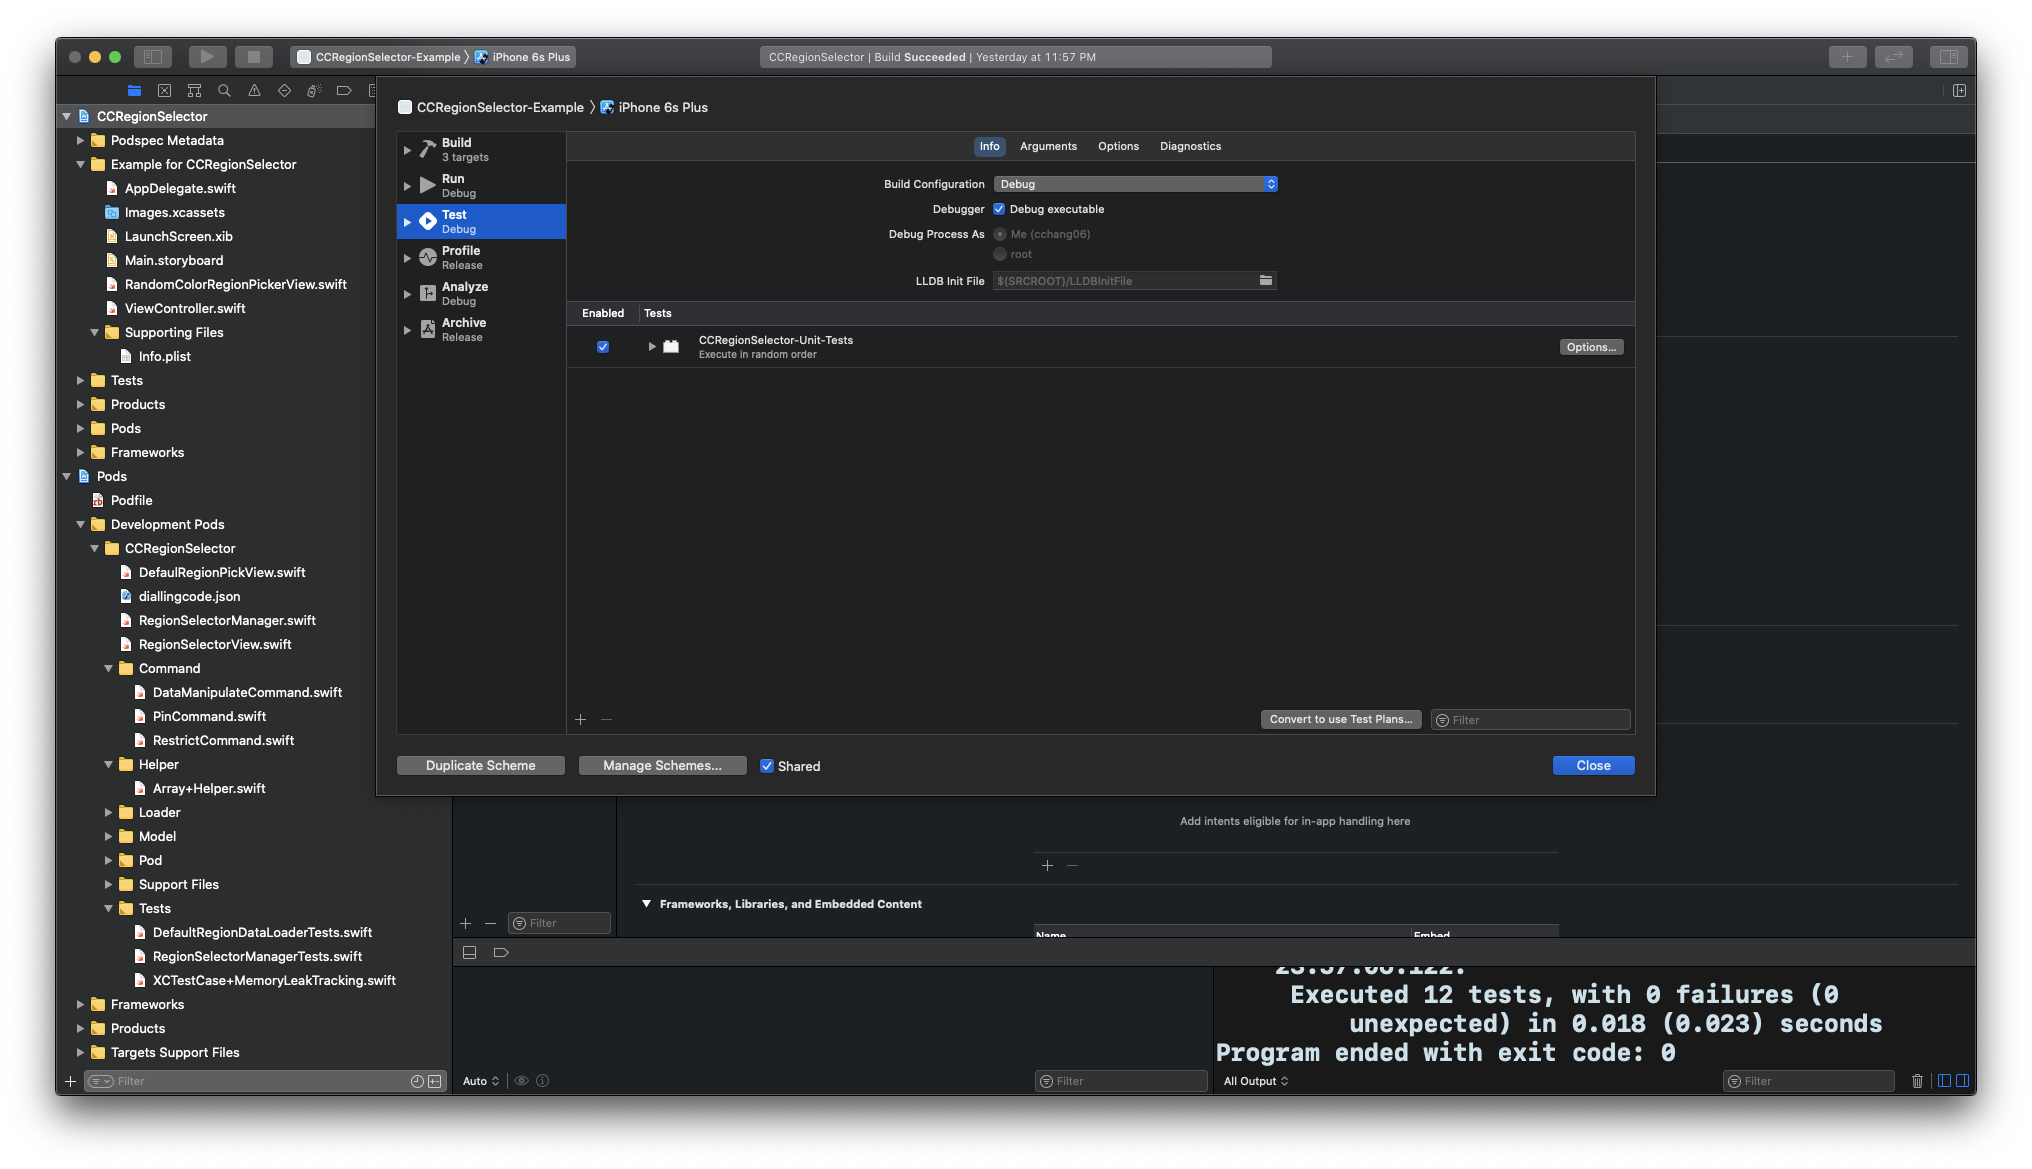 CCRegionSelector-Example 〉 iPhone 6s Plus
CCRegionSelector | Build Succeeded | Yesterday at 11:57 PM
CCRegionSelector
Podspec Metadata
Example for CCRegionSelector
AppDelegate.swift
Images.xcassets
LaunchScreen.xib
Main.storyboard
RandomColorRegionPickerView.swift
ViewController.swift
Supporting Files
Info.plist
Tests
Products
Pods
Frameworks
Pods
Podfile
Development Pods
CCRegionSelector
DefaulRegionPickView.swift
diallingcode.json
RegionSelectorManager.swift
RegionSelectorView.swift
Command
DataManipulateCommand.swift
PinCommand.swift
RestrictCommand.swift
Helper
Array+Helper.swift
Loader
Model
Pod
Support Files
Tests
DefaultRegionDataLoaderTests.swift
RegionSelectorManagerTests.swift
XCTestCase+MemoryLeakTracking.swift
Frameworks
Products
Targets Support Files
Filter
CCRegionSelector-Example 〉 iPhone 6s Plus
Build
3 targets
Run
Debug
Test
Debug
Profile
Release
Analyze
Debug
Archive
Release
Info Arguments Options Diagnostics
Build Configuration Debug
Debugger Debug executable
Debug Process As Me (cchang06)
root
LLDB Init File $(SRCROOT)/LLDBInitFile
Enabled Tests
CCRegionSelector-Unit-Tests
Execute in random order
Options...
Convert to use Test Plans... Filter
Duplicate Scheme Manage Schemes... Shared Close
Add intents eligible for in-app handling here
Frameworks, Libraries, and Embedded Content
Filter
Name Embed
23:57:08.122.
Executed 12 tests, with 0 failures (0
unexpected) in 0.018 (0.023) seconds
Program ended with exit code: 0
Auto Filter
All Output Filter